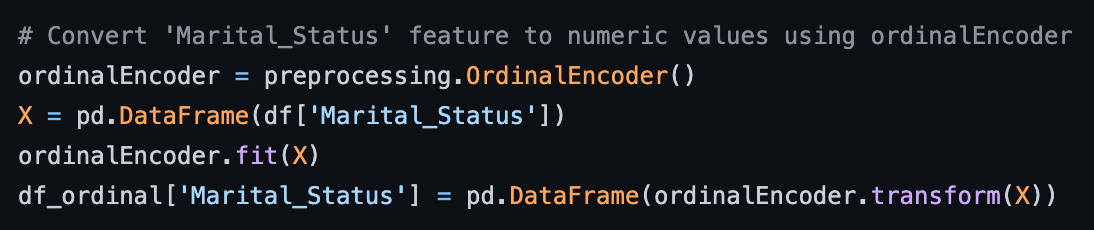 # Convert 'Marital_Status' feature to numeric values using ordinalEncoder
ordinalEncoder = preprocessing.OrdinalEncoder()
X = pd.DataFrame(df['Marital_Status'])
ordinalEncoder.fit(X)
df_ordinal['Marital_Status'] = pd.DataFrame(ordinalEncoder.transform(X))